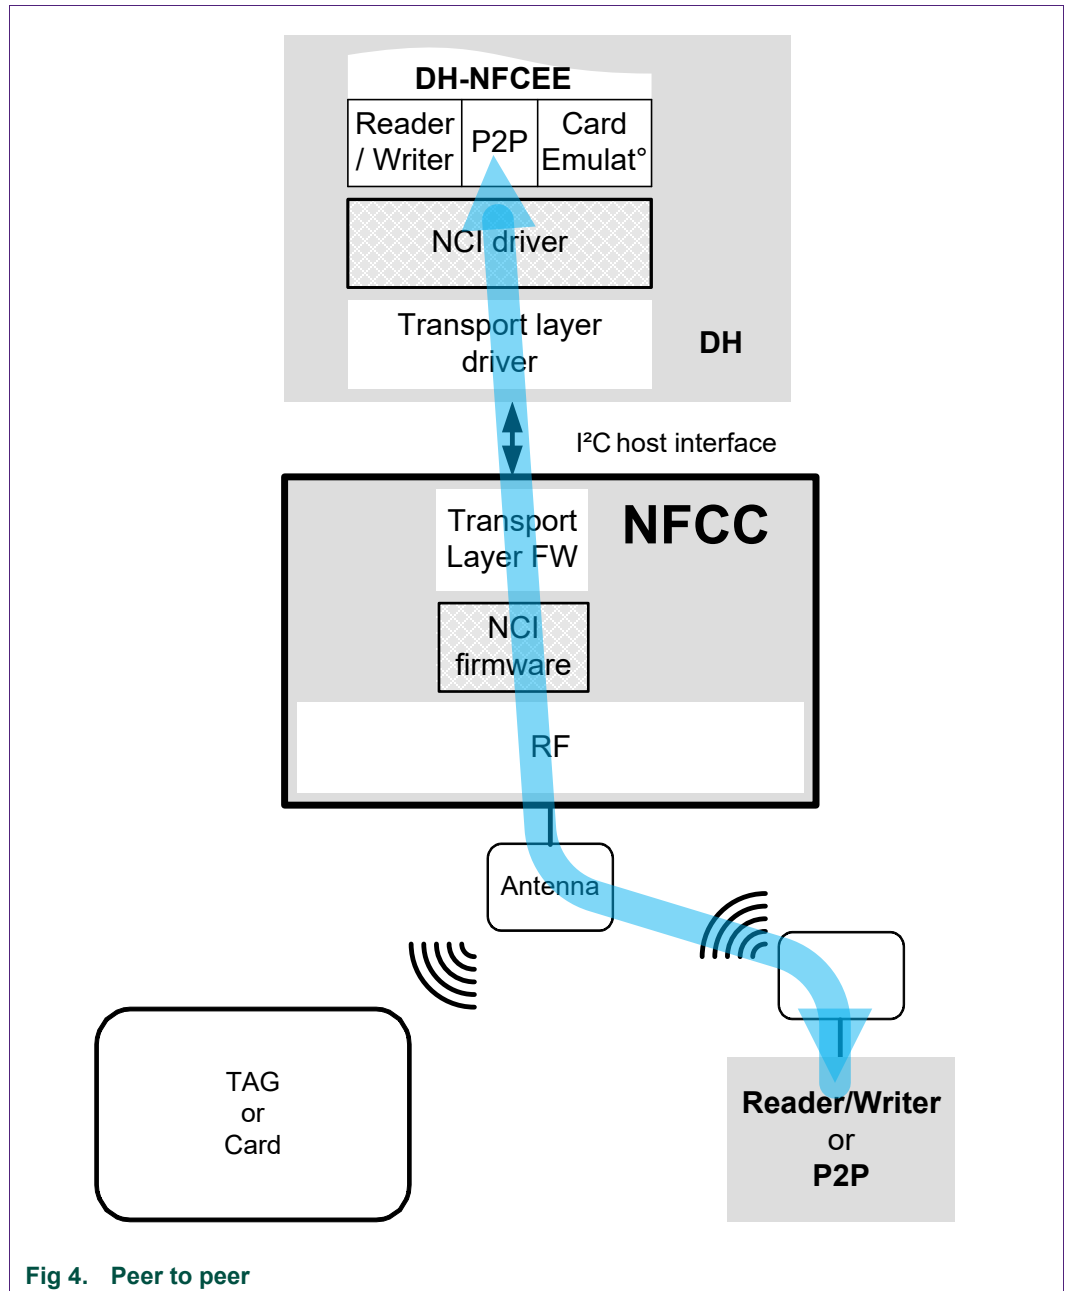 DH-NFCEE
Reader
/ Writer
P2P
Card
Emulat°
NCI driver
Transport layer
driver
DH
I²C host interface
NFCC
Transport
Layer FW
NCI
firmware
RF
Antenna
TAG
or
Card
Reader/Writer
or
P2P
Fig 4. Peer to peer